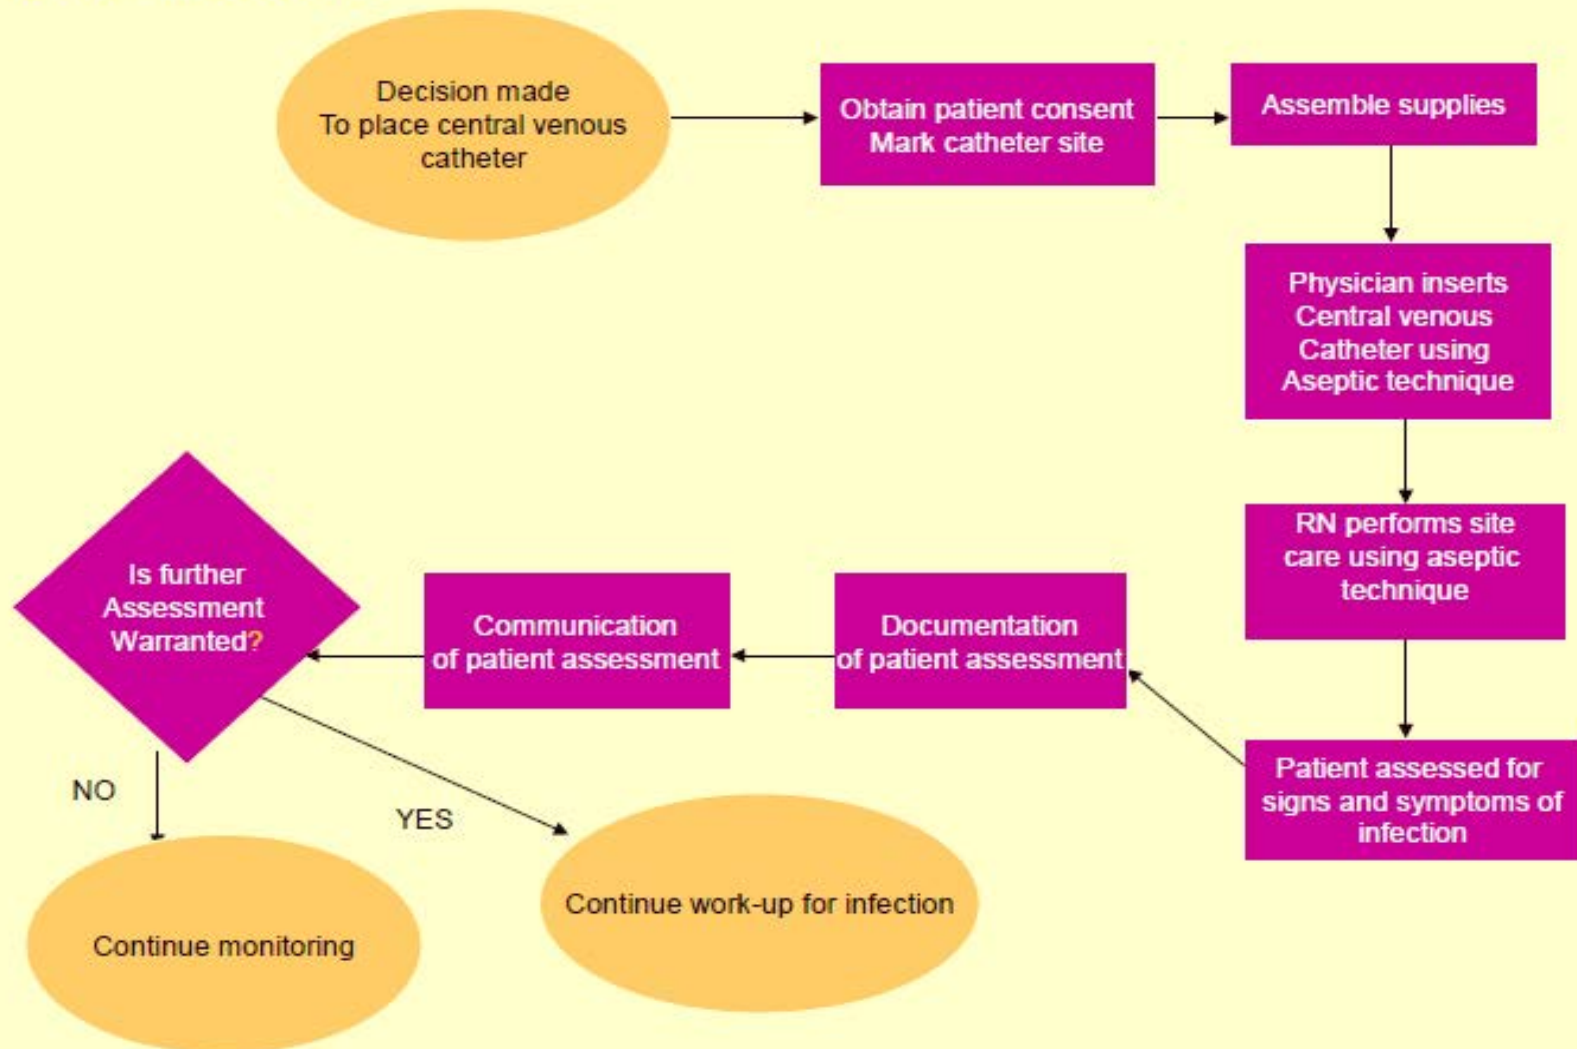 Decision made
To place central venous
catheter
Obtain patient consent
Mark catheter site
Assemble supplies
Physician inserts
Central venous
Catheter using
Aseptic technique
RN performs site
care using aseptic
technique
Patient assessed for
signs and symptoms of
infection
Documentation
of patient assessment
Communication
of patient assessment
Is further
Assessment
Warranted?
NO
YES
Continue monitoring
Continue work-up for infection